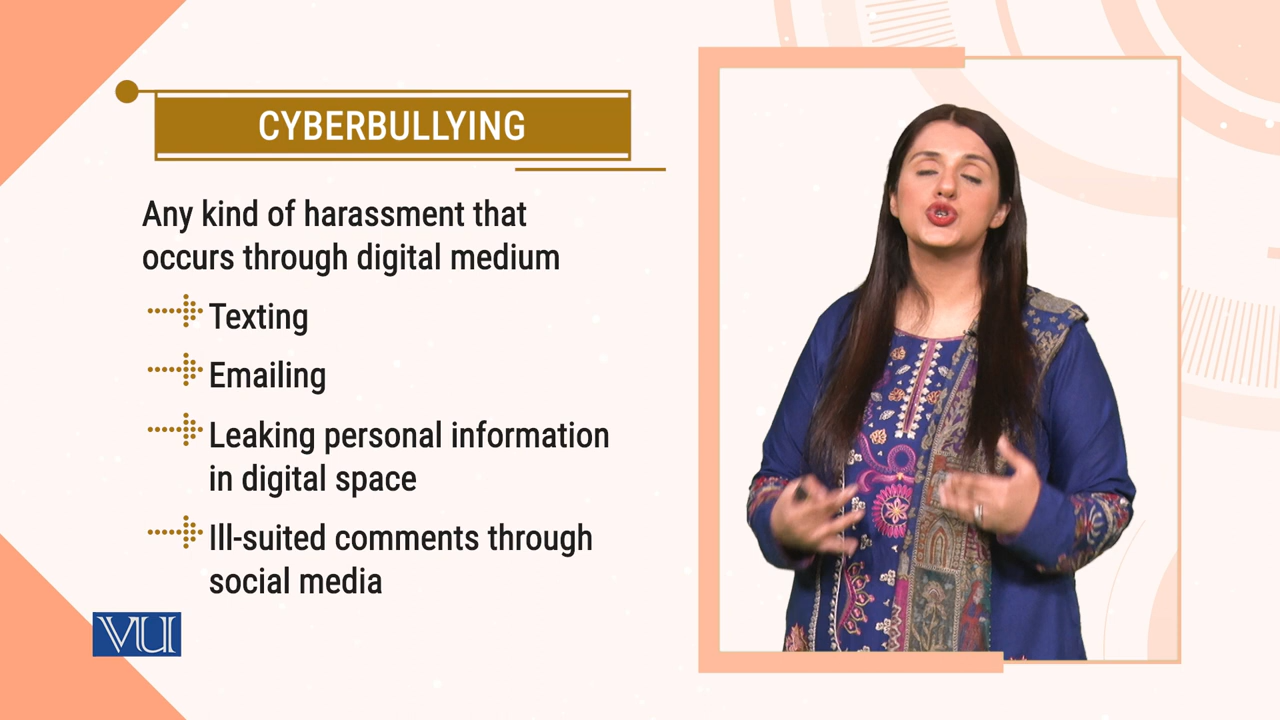 CYBERBULLYING
Any kind of harassment that
occurs through digital medium
Texting
Emailing
Leaking personal information
in digital space
Ill-suited comments through
social media
VU